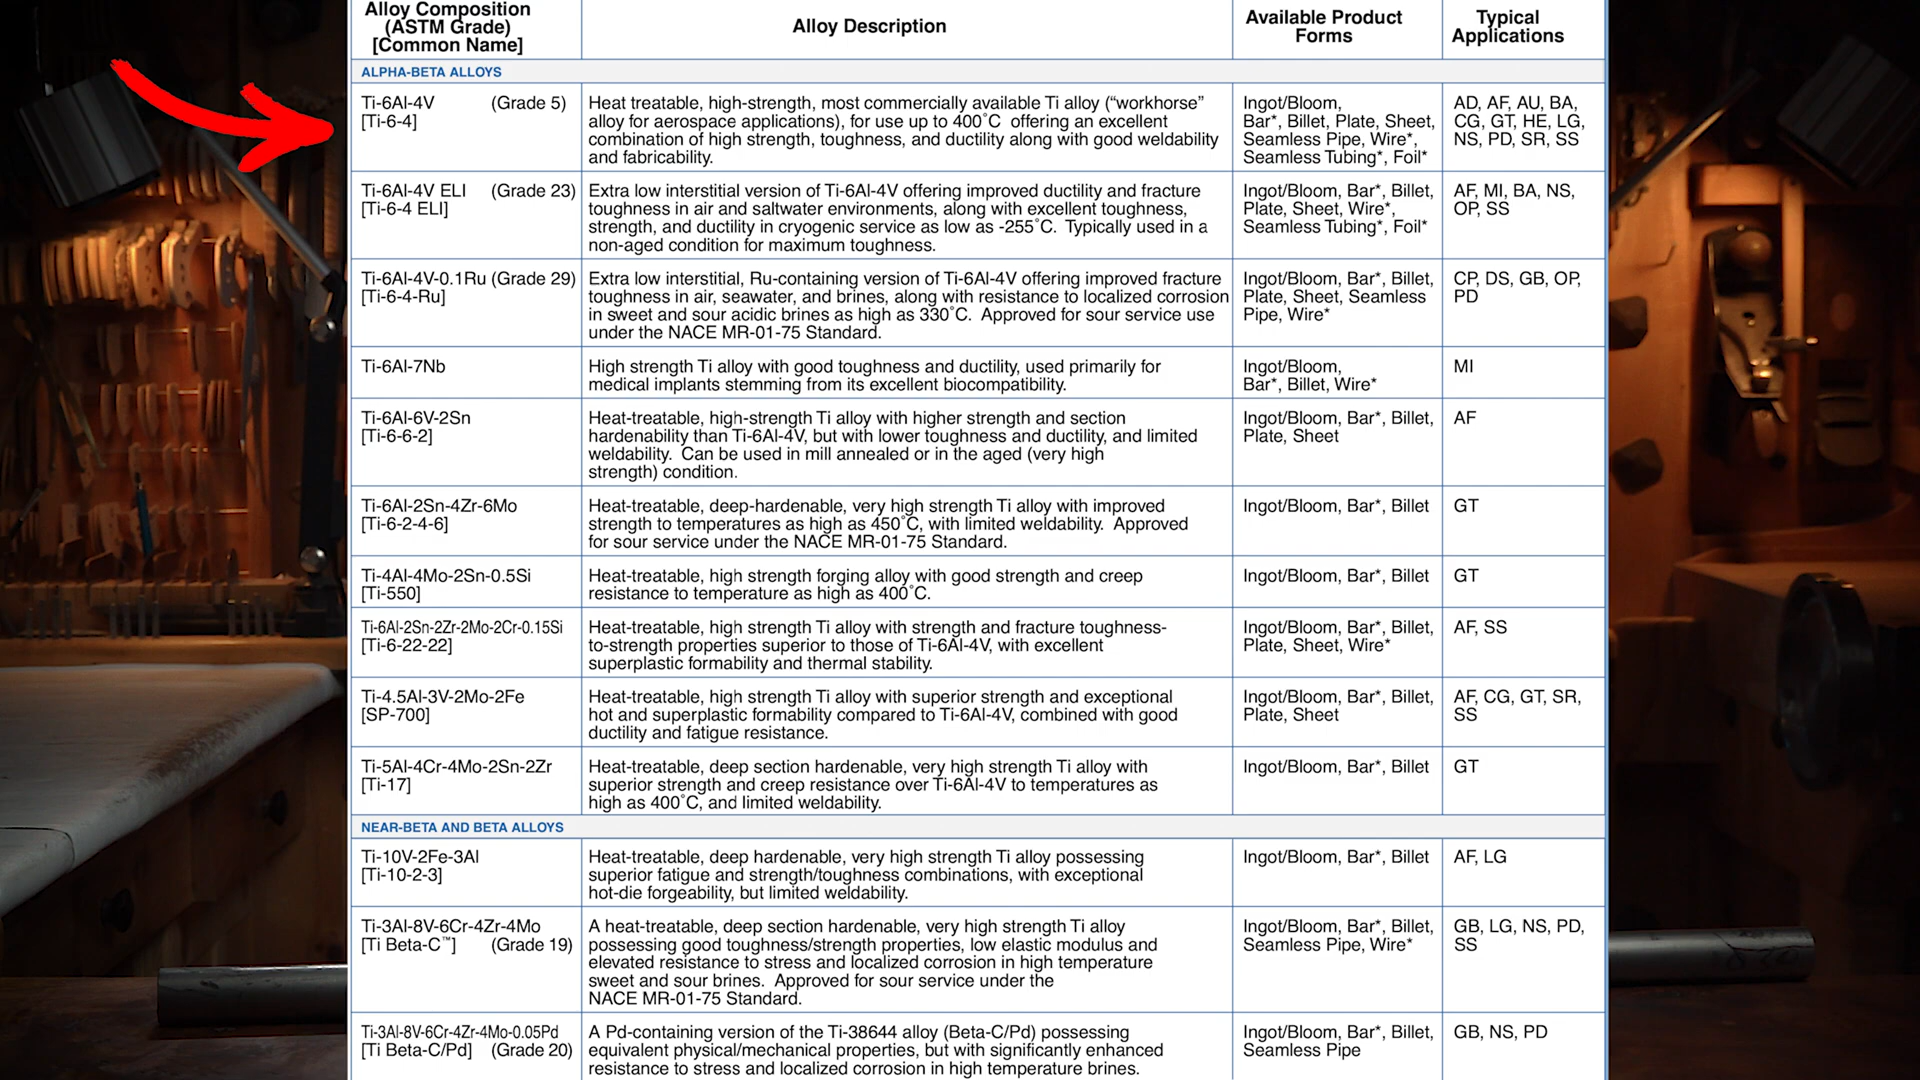 Alloy Composition
(ASTM Grade)
[Common Name]
Alloy Description
Available Product
Forms
Typical
Applications
ALPHA-BETA ALLOYS
Ti-6Al-4V (Grade 5)
[Ti-6-4]
Heat treatable, high-strength, most commercially available Ti alloy (“workhorse”
alloy for aerospace applications), for use up to 400˚C offering an excellent
combination of high strength, toughness, and ductility along with good weldability
and fabricability.
Ingot/Bloom,
Bar*, Billet, Plate, Sheet,
Seamless Pipe, Wire*,
Seamless Tubing*, Foil*
AD, AF, AU, BA,
CG, GT, HE, LG,
NS, PD, SR, SS
Ti-6Al-4V ELI (Grade 23)
[Ti-6-4 ELI]
Extra low interstitial version of Ti-6Al-4V offering improved ductility and fracture
toughness in air and saltwater environments, along with excellent toughness,
strength, and ductility in cryogenic service as low as -255˚C. Typically used in a
non-aged condition for maximum toughness.
Ingot/Bloom, Bar*, Billet,
Plate, Sheet, Wire*,
Seamless Tubing*, Foil*
AF, MI, BA, NS,
OP, SS
Ti-6Al-4V-0.1Ru (Grade 29)
[Ti-6-4-Ru]
Extra low interstitial, Ru-containing version of Ti-6Al-4V offering improved fracture
toughness in air, seawater, and brines, along with resistance to localized corrosion
in sweet and sour acidic brines as high as 330˚C. Approved for sour service use
under the NACE MR-01-75 Standard.
Ingot/Bloom, Bar*, Billet,
Plate, Sheet, Seamless
Pipe, Wire*
CP, DS, GB, OP,
PD
Ti-6Al-7Nb
High strength Ti alloy with good toughness and ductility, used primarily for
medical implants stemming from its excellent biocompatibility.
Ingot/Bloom,
Bar*, Billet, Wire*
MI
Ti-6Al-6V-2Sn
[Ti-6-6-2]
Heat-treatable, high-strength Ti alloy with higher strength and section
hardenability than Ti-6Al-4V, but with lower toughness and ductility, and limited
weldability. Can be used in mill annealed or in the aged (very high
strength) condition.
Ingot/Bloom, Bar*, Billet,
Plate, Sheet
AF
Ti-6Al-2Sn-4Zr-6Mo
[Ti-6-2-4-6]
Heat-treatable, deep-hardenable, very high strength Ti alloy with improved
strength to temperatures as high as 450˚C, with limited weldability. Approved
for sour service under the NACE MR-01-75 Standard.
Ingot/Bloom, Bar*, Billet
GT
Ti-4Al-4Mo-2Sn-0.5Si
[Ti-550]
Heat-treatable, high strength forging alloy with good strength and creep
resistance to temperature as high as 400˚C.
Ingot/Bloom, Bar*, Billet
GT
Ti-6Al-2Sn-2Zr-2Mo-2Cr-0.15Si
[Ti-6-22-22]
Heat-treatable, high strength Ti alloy with strength and fracture toughness-
to-strength properties superior to those of Ti-6Al-4V, with excellent
superplastic formability and thermal stability.
Ingot/Bloom, Bar*, Billet,
Plate, Sheet, Wire*
AF, SS
Ti-4.5Al-3V-2Mo-2Fe
[SP-700]
Heat-treatable, high strength Ti alloy with superior strength and exceptional
hot and superplastic formability compared to Ti-6Al-4V, combined with good
ductility and fatigue resistance.
Ingot/Bloom, Bar*, Billet,
Plate, Sheet
AF, CG, GT, SR,
SS
Ti-5Al-4Cr-4Mo-2Sn-2Zr
[Ti-17]
Heat-treatable, deep section hardenable, very high strength Ti alloy with
superior strength and creep resistance over Ti-6Al-4V to temperatures as
high as 400˚C, and limited weldability.
Ingot/Bloom, Bar*, Billet
GT
NEAR-BETA AND BETA ALLOYS
Ti-10V-2Fe-3Al
[Ti-10-2-3]
Heat-treatable, deep hardenable, very high strength Ti alloy possessing
superior fatigue and strength/toughness combinations, with exceptional
hot-die forgeability, but limited weldability.
Ingot/Bloom, Bar*, Billet
AF, LG
Ti-3Al-8V-6Cr-4Zr-4Mo
[Ti Beta-C™] (Grade 19)
A heat-treatable, deep section hardenable, very high strength Ti alloy
possessing good toughness/strength properties, low elastic modulus and
elevated resistance to stress and localized corrosion in high temperature
sweet and sour brines. Approved for sour service under the
NACE MR-01-75 Standard.
Ingot/Bloom, Bar*, Billet,
Seamless Pipe, Wire*
GB, LG, NS, PD,
SS
Ti-3Al-8V-6Cr-4Zr-4Mo-0.05Pd
[Ti Beta-C/Pd] (Grade 20)
A Pd-containing version of the Ti-38644 alloy (Beta-C/Pd) possessing
equivalent physical/mechanical properties, but with significantly enhanced
resistance to stress and localized corrosion in high temperature brines.
Ingot/Bloom, Bar*, Billet,
Seamless Pipe
GB, NS, PD